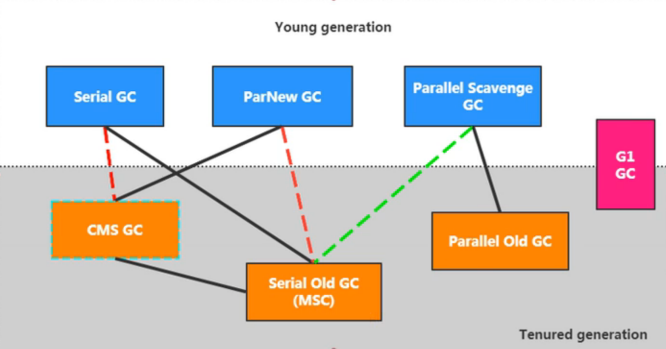 Young generation
Serial GC
ParNew GC
Parallel Scavenge
GC
G1
GC
CMS GC
Parallel Old GC
Serial Old GC
(MSC)
Tenured generation